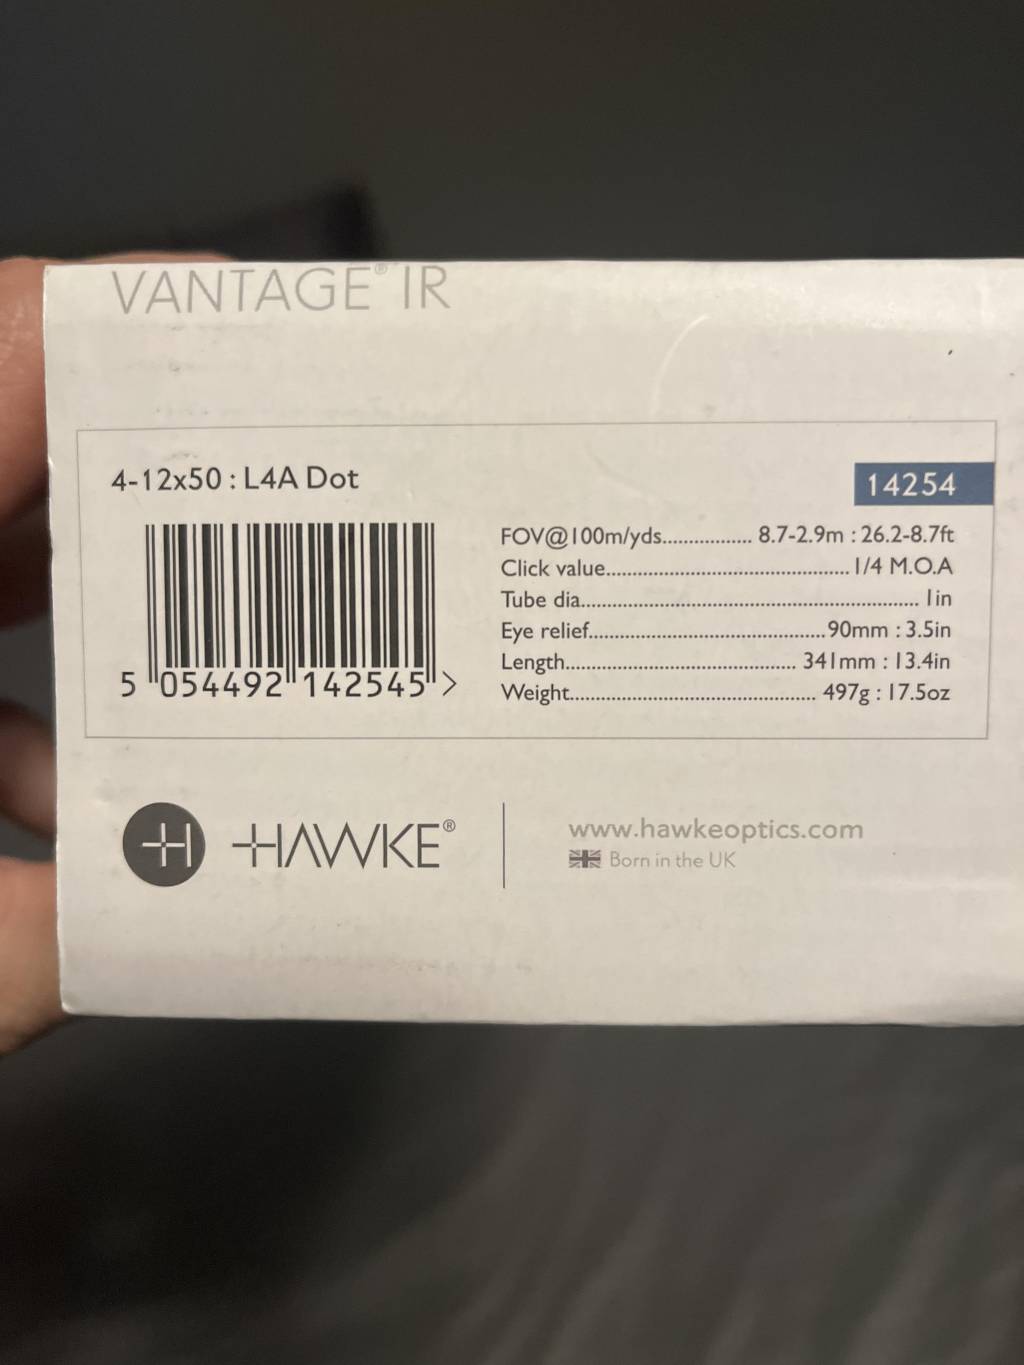 VANTAGE® IR
4-12x50 : L4A Dot
14254
FOV@100m/yds................ 8.7-2.9m : 26.2-8.7ft
Click value........................................ 1/4 M.O.A
Tube dia....................................................... 1in
Eye relief.......................................90mm : 3.5in
Length...................................... 341mm : 13.4in
Weight......................................... 497g : 17.5oz
5 054492 142545 >
H HAWKE®
www.hawkeoptics.com
Born in the UK